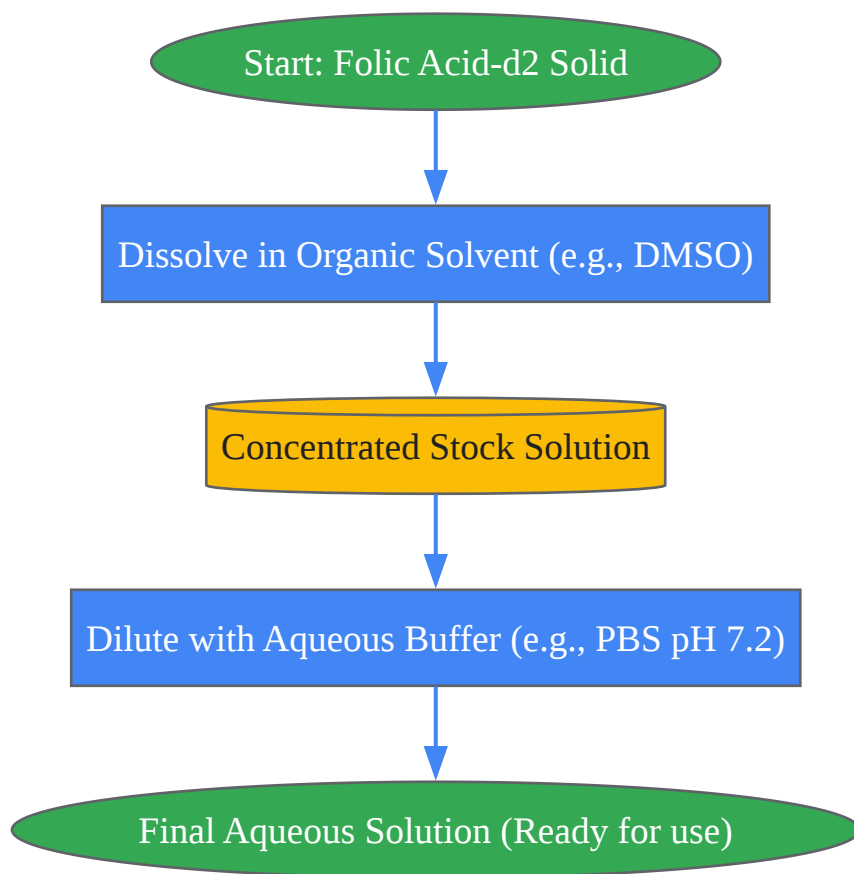 Start: Folic Acid-d2 Solid
Dissolve in Organic Solvent (e.g., DMSO)
Concentrated Stock Solution
Dilute with Aqueous Buffer (e.g., PBS pH 7.2)
Final Aqueous Solution (Ready for use)